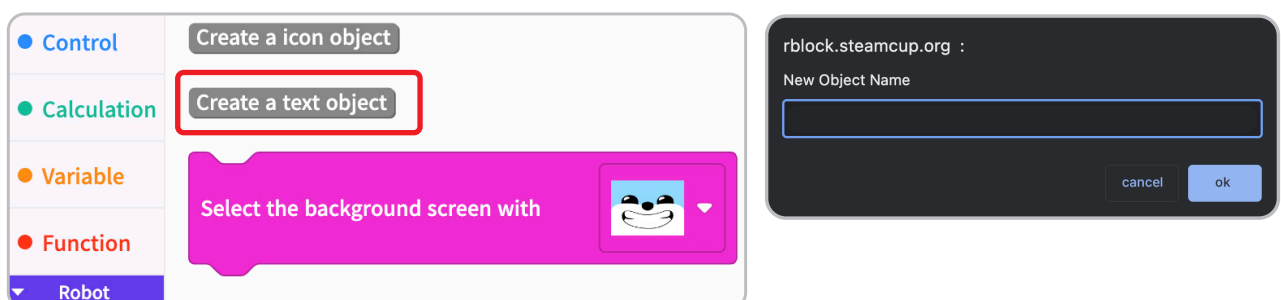 Control
Calculation
Variable
Function
Robot
Create a icon object
Create a text object
Select the background screen with
rblock.steamcup.org :
New Object Name
cancel ok